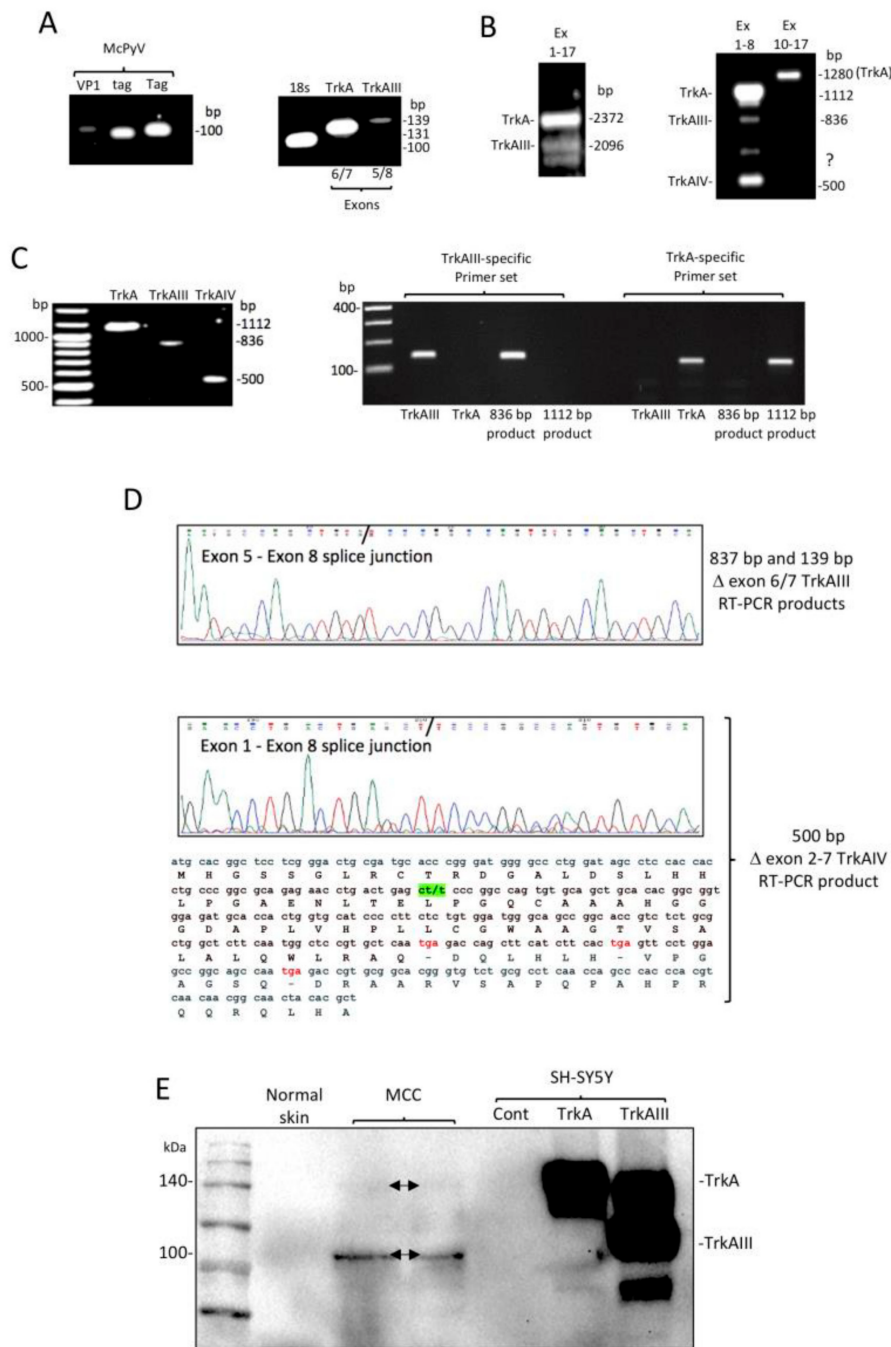 A
McPyV
VP1 tag Tag
bp
-100
18s TrkA TrkAIII
bp
-139
-131
-100
6/7 5/8
Exons
B
Ex
1-17
bp
TrkA- -2372
TrkAIII- -2096
Ex Ex
1-8 10-17
bp
-1280 (TrkA)
TrkA- -1112
TrkAIII- -836
?
TrkAIV- -500
C
bp TrkA TrkAIII TrkAIV bp
1000- -1112
-836
500- -500
TrkAIII-specific
Primer set
TrkA-specific
Primer set
bp
400-
100-
TrkAIII TrkA 836 bp 1112 bp TrkAIII TrkA 836 bp 1112 bp
product product product product
D
Exon 5 - Exon 8 splice junction
837 bp and 139 bp
Δ exon 6/7 TrkAIII
RT-PCR products
Exon 1 - Exon 8 splice junction
500 bp
Δ exon 2-7 TrkAIV
RT-PCR product
atg cac ggc tcc tcg gga ctg cga tgc acc cgg gat ggg gcc ctg gat agc ctc cac cac
M H G S S G L R C T R D G A L D S L H H
ctg ccc ggc gca gag aac ctg act gag ct/t ccc ggc cag tgt gca gct gca cac ggc ggt
L P G A E N L T E L P G Q C A A A H G G
gga gat gca cca ctg gtg cat ccc ctt ctc tgt gga tgg gca gcc ggc acc gtc tct gcg
G D A P L V H P L L C G W A A G T V S A
ctg gct ctt caa tgg ctc cgt gct caa tga gac cag ctt cat ctt cac tga gtt cct gga
L A L Q W L R A Q - D Q L H L H - V P G
gcc ggc agc caa tga gac cgt gcg gca cgg gtg tct gcg cct caa cca gcc cac cca cgt
A G S Q - D R A A R V S A P Q P A H P R
caa caa cgg caa cta cac gct
Q Q R Q L H A
E
Normal
skin
MCC
SH-SY5Y
Cont TrkA TrkAIII
kDa
140- -TrkA
-TrkAIII
100-